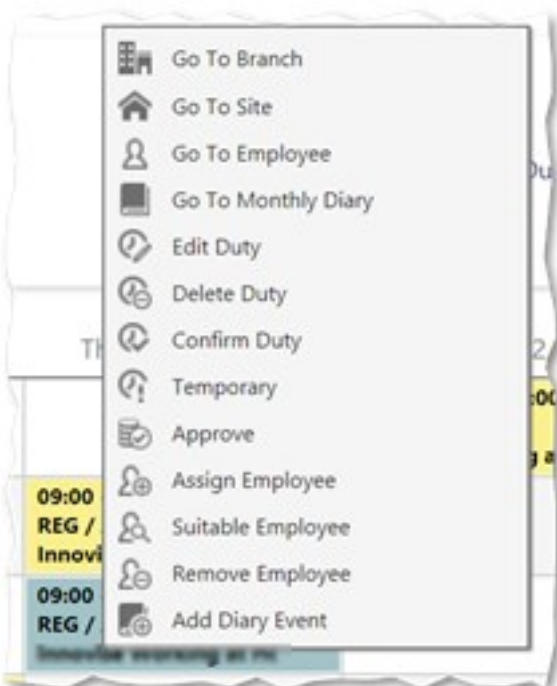 Go To Branch
Go To Site
Go To Employee
Go To Monthly Diary
Edit Duty
Delete Duty
Confirm Duty
Temporary
Approve
Assign Employee
Suitable Employee
Remove Employee
Add Diary Event
09:00
REG /
Innovi
09:00
REG /